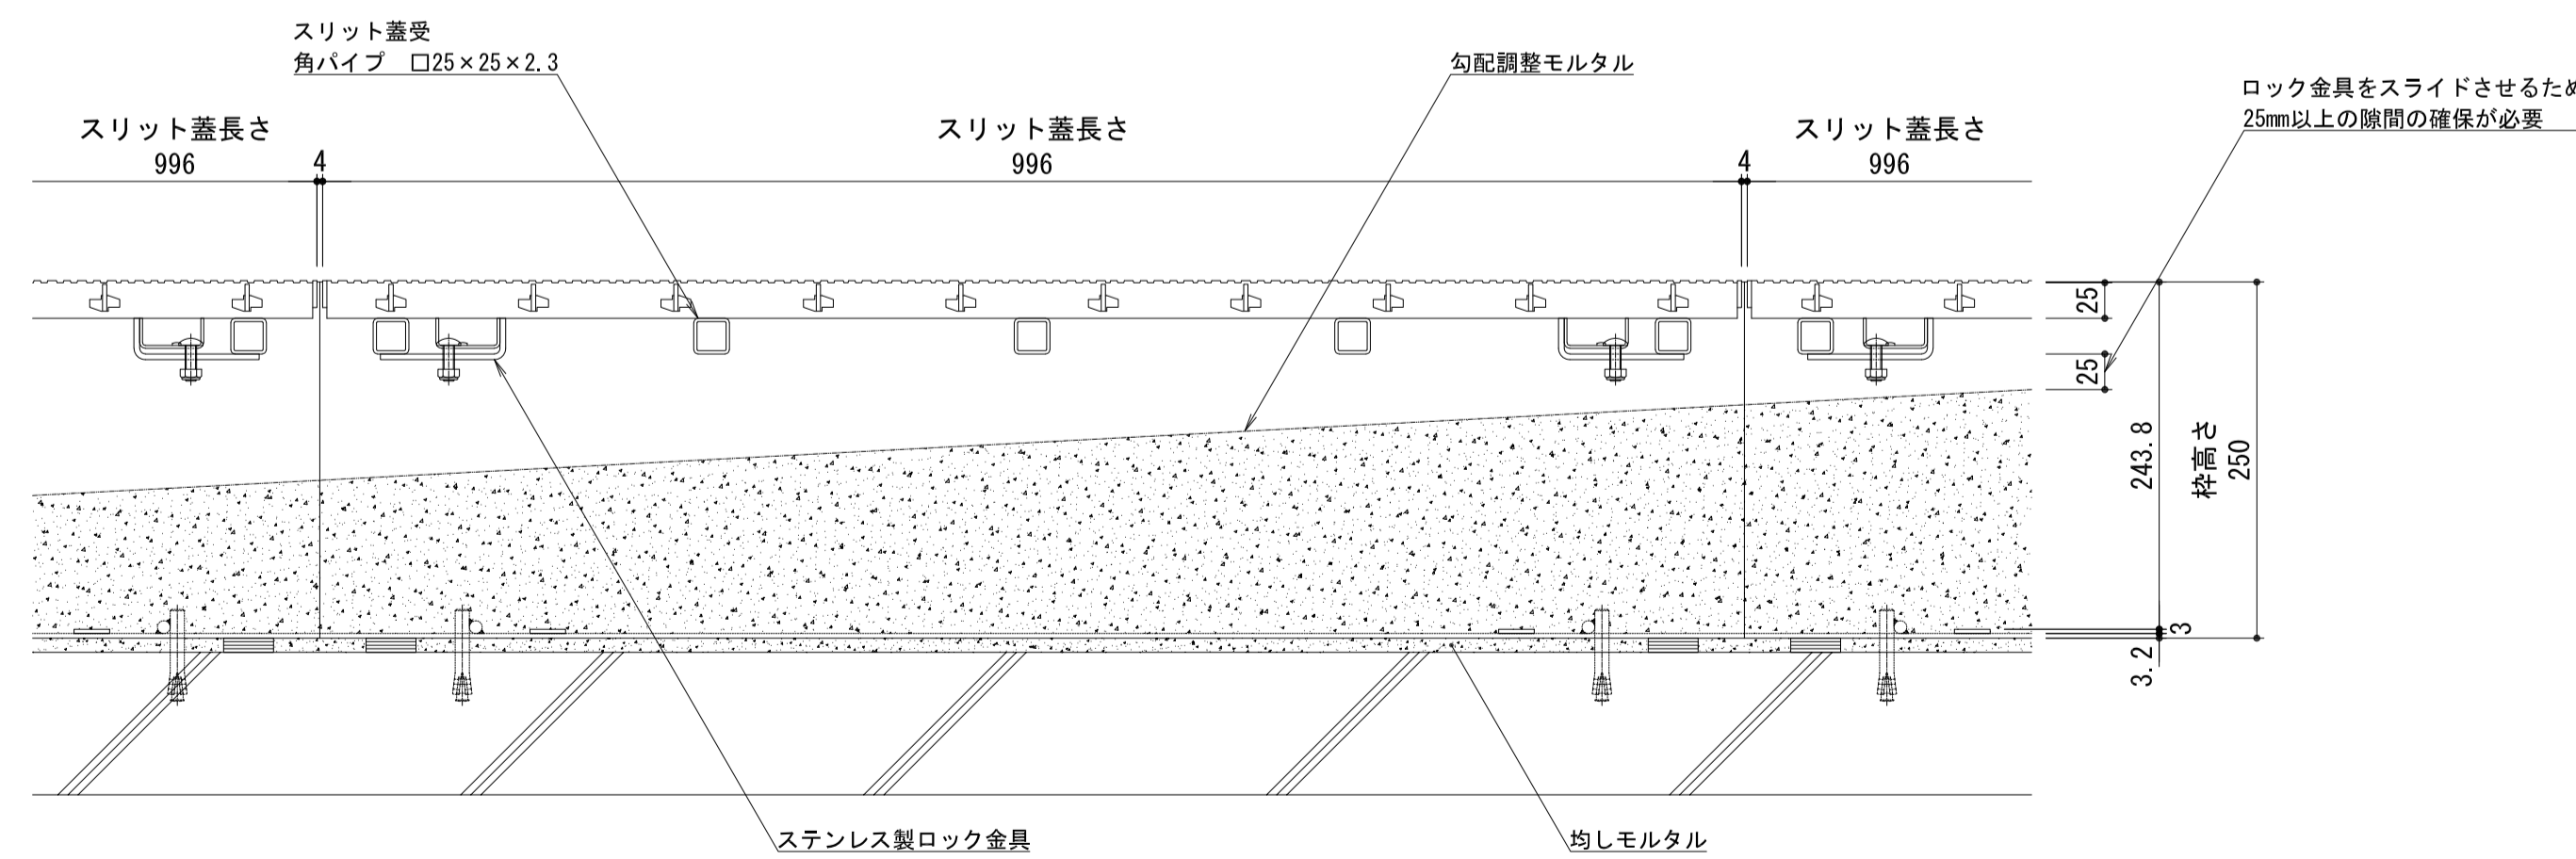 スリット蓋受
角パイプ　□25×25×2.3
勾配調整モルタル
ロック金具をスライドさせるため
25mm以上の隙間の確保が必要
スリット蓋長さ
996
4
スリット蓋長さ
996
4
スリット蓋長さ
996
25
25
243.8
枠高さ
250
3
3.2
ステンレス製ロック金具
均しモルタル